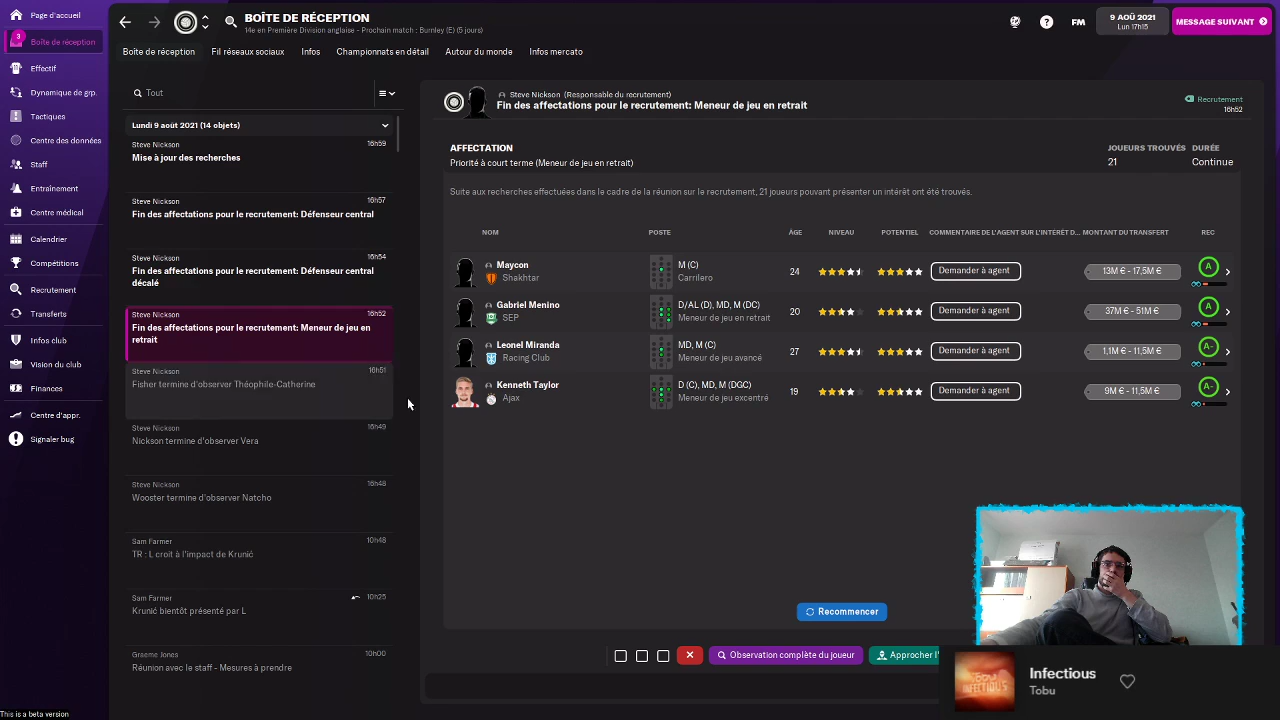 Page d'accueil
3
Boîte de réception
Effectif
Dynamique de grp.
Tactiques
Centre des données
Staff
Entraînement
Centre médical
Calendrier
Compétitions
Recrutement
Transferts
Infos club
Vision du club
Finances
Centre d'appr.
Signaler bug
This is a beta version
BOÎTE DE RÉCEPTION
14e en Première Division anglaise - Prochain match : Burnley (E) (5 jours)
FM
9 AOÛ 2021
Lun 17h15
MESSAGE SUIVANT
Boîte de réception
Fil réseaux sociaux
Infos
Championnats en détail
Autour du monde
Infos mercato
Tout
Lundi 9 août 2021 (14 objets)
Steve Nickson 16h59
Mise à jour des recherches
Steve Nickson 16h57
Fin des affectations pour le recrutement: Défenseur central
Steve Nickson 16h54
Fin des affectations pour le recrutement: Défenseur central
décalé
Steve Nickson 16h52
Fin des affectations pour le recrutement: Meneur de jeu en
retrait
Steve Nickson 16h51
Fisher termine d'observer Théophile-Catherine
Steve Nickson 16h49
Nickson termine d'observer Vera
Steve Nickson 16h48
Wooster termine d'observer Natcho
Sam Farmer 10h48
TR : L croit à l'impact de Krunić
Sam Farmer 10h25
Krunić bientôt présenté par L
Graeme Jones 10h00
Réunion avec le staff - Mesures à prendre
Steve Nickson (Responsable du recrutement)
Fin des affectations pour le recrutement: Meneur de jeu en retrait
Recrutement
16h52
AFFECTATION JOUEURS TROUVÉS DURÉE
Priorité à court terme (Meneur de jeu en retrait) 21 Continue
Suite aux recherches effectuées dans le cadre de la réunion sur le recrutement, 21 joueurs pouvant présenter un intérêt ont été trouvés.
NOM POSTE ÂGE NIVEAU POTENTIEL COMMENTAIRE DE L'AGENT SUR L'INTÉRÊT D... MONTANT DU TRANSFERT REC
Maycon M (C) 24 Demander à agent 13M € - 17,5M € A
Shakhtar Carrilero
Gabriel Menino D/AL (D), MD, M (DC) 20 Demander à agent 37M € - 51M € A
SEP Meneur de jeu en retrait
Leonel Miranda MD, M (C) 27 Demander à agent 1,1M € - 11,5M € A-
Racing Club Meneur de jeu avancé
Kenneth Taylor D (C), MD, M (DGC) 19 Demander à agent 9M € - 11,5M € A-
Ajax Meneur de jeu excentré
Recommencer
Observation complète du joueur
Approcher l'
Infectious
Tobu